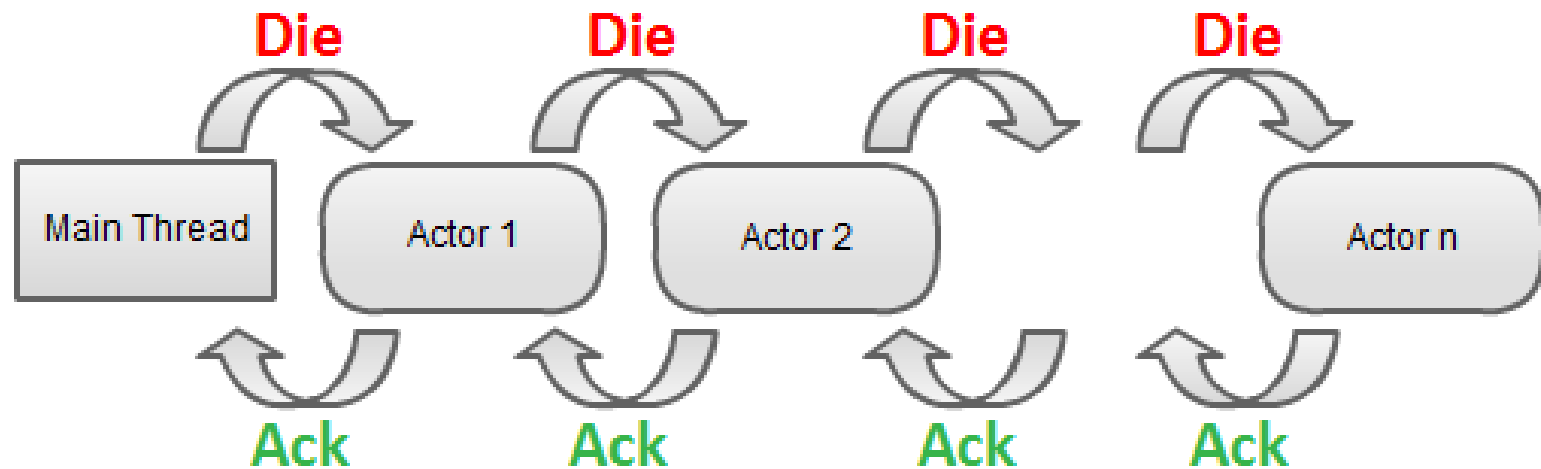 Die Die Die Die
Main Thread Actor 1 Actor 2 Actor n
Ack Ack Ack Ack